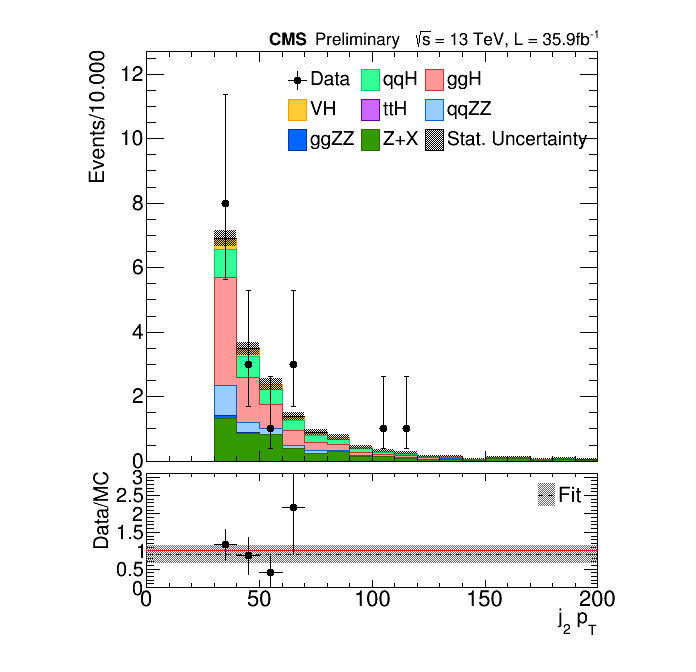 CMS Preliminary √s = 13 TeV, L = 35.9fb⁻¹
Events/10.000
12
10
8
6
4
2
0
Data qqH ggH
VH ttH qqZZ
ggZZ Z+X Stat. Uncertainty
Data/MC
3
2.5
2
1.5
1
0.5
0
Fit
0 50 100 150 200
j₂ p_T